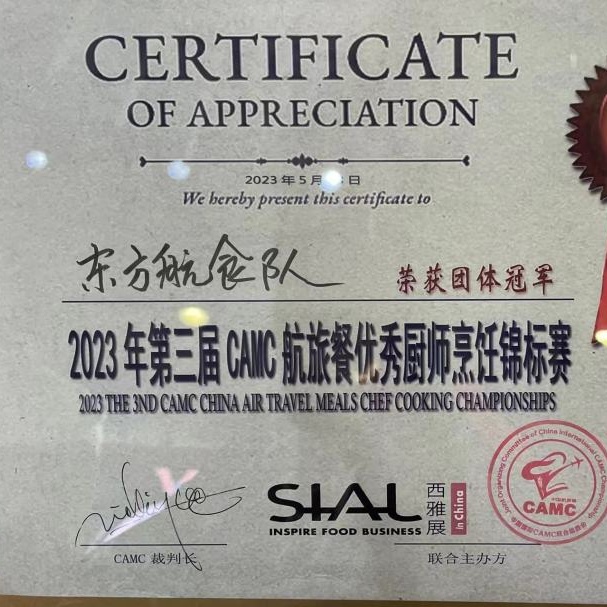 CERTIFICATE
OF APPRECIATION
2023 年 5 月 日
We hereby present this certificate to
东方航食队
荣获团体冠军
2023 年第三届 CAMC 航旅餐优秀厨师烹饪锦标赛
2023 THE 3ND CAMC CHINA AIR TRAVEL MEALS CHEF COOKING CHAMPIONSHIPS
SIAL 西雅展 in China
INSPIRE FOOD BUSINESS
CAMC
CAMC 裁判长
联合主办方